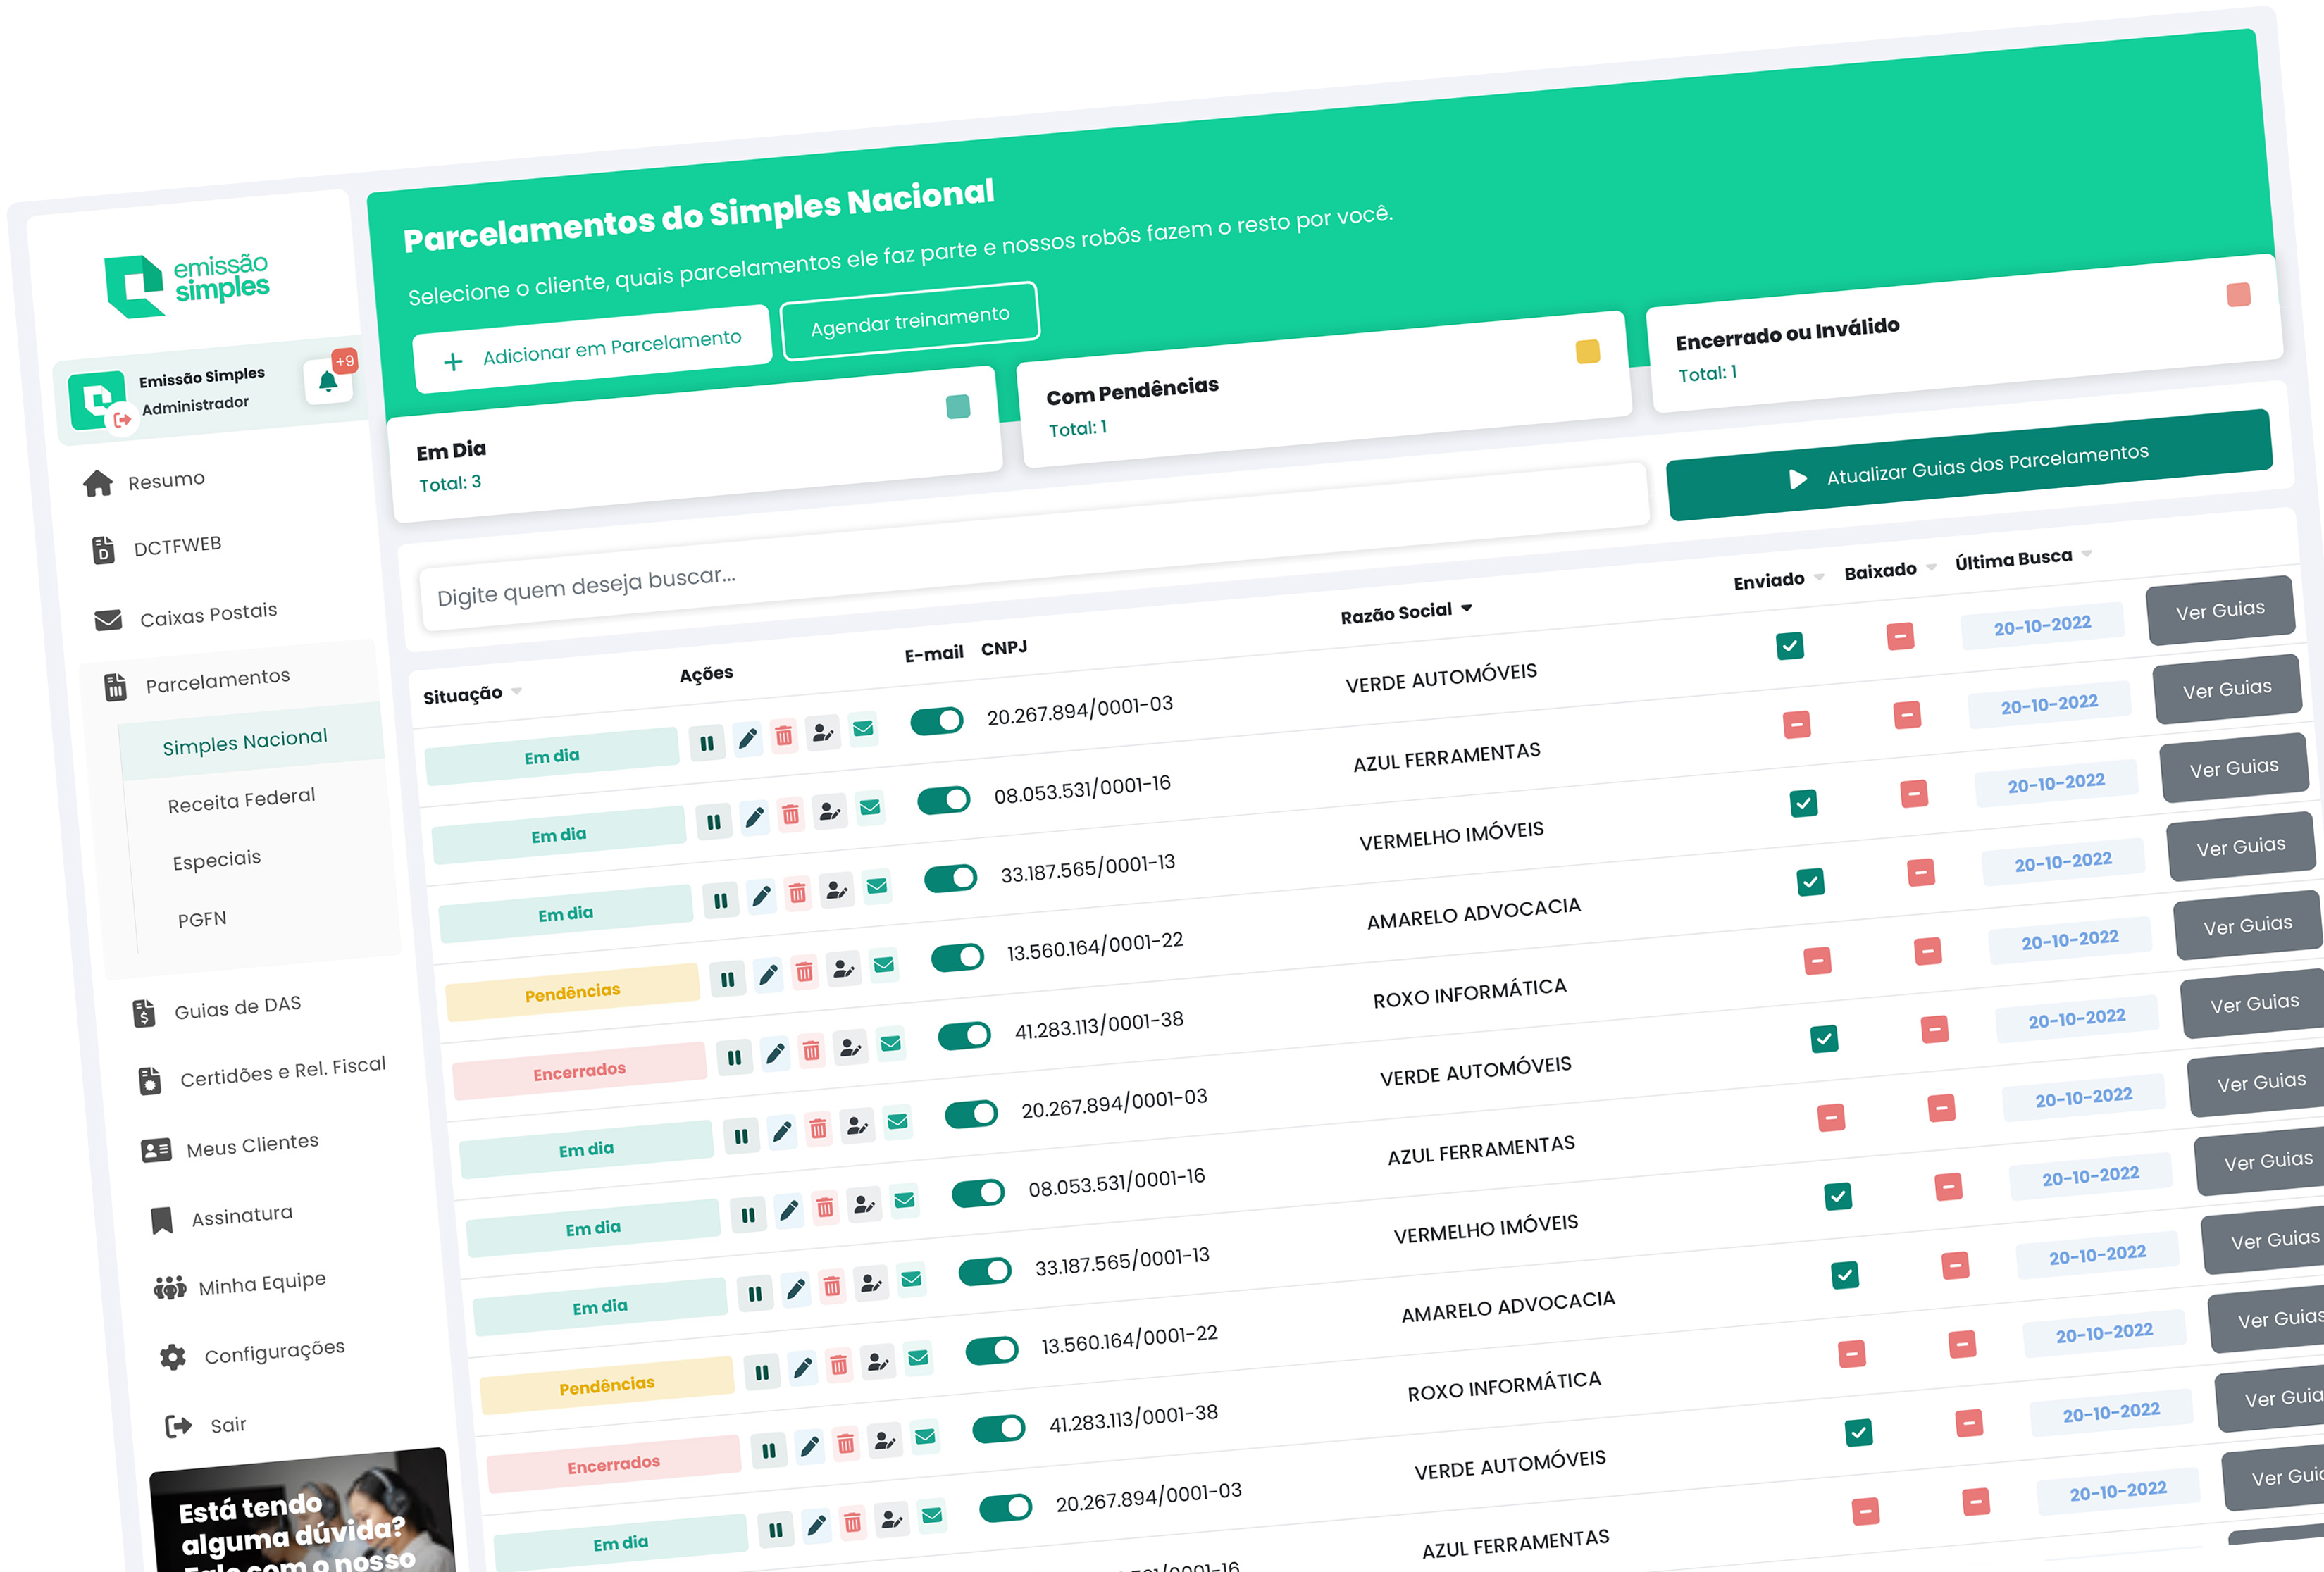 emissão
simples
Emissão Simples
Administrador
+9
Resumo
D
DCTFWEB
Caixas Postais
Parcelamentos
Simples Nacional
Receita Federal
Especiais
PGFN
$
Guias de DAS
Certidões e Rel. Fiscal
Meus Clientes
Assinatura
Minha Equipe
Configurações
Sair
Está tendo
alguma dúvida?
Fale com o nosso
Parcelamentos do Simples Nacional
Selecione o cliente, quais parcelamentos ele faz parte e nossos robôs fazem o resto por você.
+ Adicionar em Parcelamento
Agendar treinamento
Em Dia
Total: 3
Com Pendências
Total: 1
Encerrado ou Inválido
Total: 1
Digite quem deseja buscar...
Atualizar Guias dos Parcelamentos
Situação Ações E-mail CNPJ Razão Social Enviado Baixado Última Busca
Em dia 20.267.894/0001-03 VERDE AUTOMÓVEIS 20-10-2022 Ver Guias
Em dia 08.053.531/0001-16 AZUL FERRAMENTAS 20-10-2022 Ver Guias
Em dia 33.187.565/0001-13 VERMELHO IMÓVEIS 20-10-2022 Ver Guias
Pendências 13.560.164/0001-22 AMARELO ADVOCACIA 20-10-2022 Ver Guias
Encerrados 41.283.113/0001-38 ROXO INFORMÁTICA 20-10-2022 Ver Guias
Em dia 20.267.894/0001-03 VERDE AUTOMÓVEIS 20-10-2022 Ver Guias
Em dia 08.053.531/0001-16 AZUL FERRAMENTAS 20-10-2022 Ver Guias
Em dia 33.187.565/0001-13 VERMELHO IMÓVEIS 20-10-2022 Ver Guias
Pendências 13.560.164/0001-22 AMARELO ADVOCACIA 20-10-2022 Ver Guias
Encerrados 41.283.113/0001-38 ROXO INFORMÁTICA 20-10-2022 Ver Guias
Em dia 20.267.894/0001-03 VERDE AUTOMÓVEIS 20-10-2022 Ver Guia
AZUL FERRAMENTAS 20-10-2022 Ver Guia